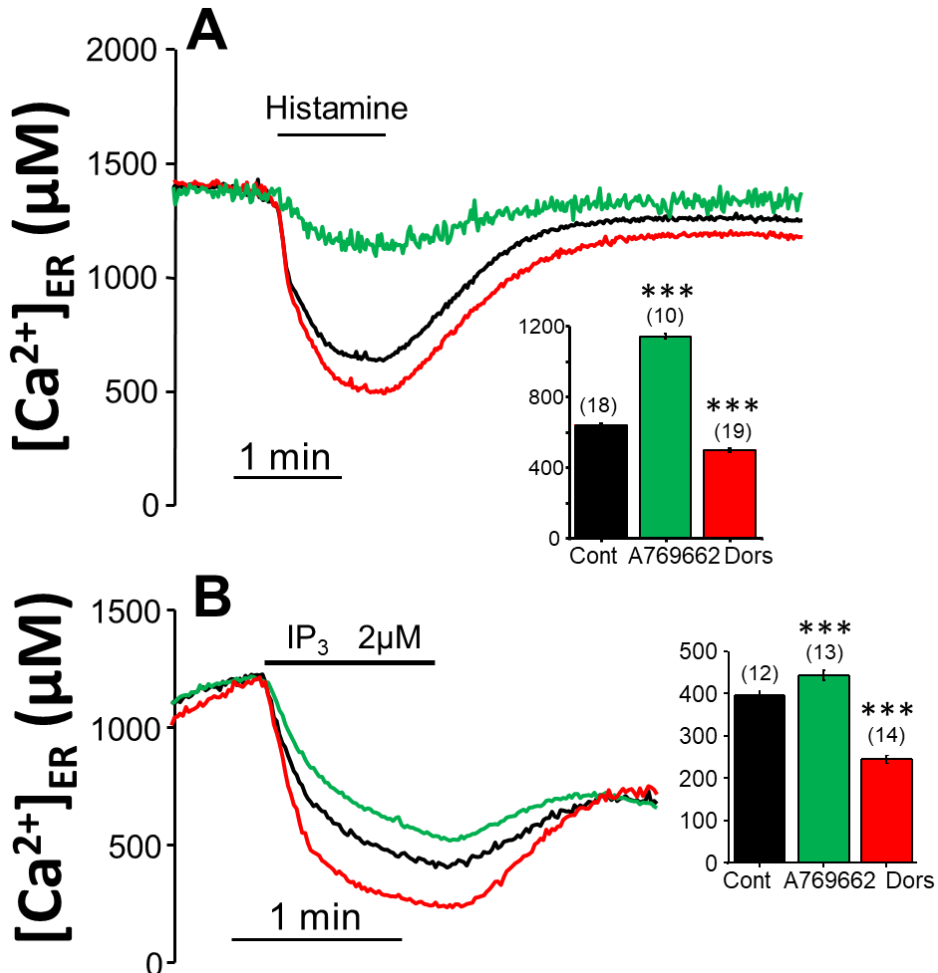 A
[Ca²⁺]ER (µM)
2000
1500
1000
500
0
Histamine
1 min
1200
800
400
0
(18)
***
(10)
***
(19)
Cont A769662 Dors
B
[Ca²⁺]ER (µM)
1500
1000
500
0
IP₃ 2µM
1 min
500
400
300
200
100
0
(12)
***
(13)
***
(14)
Cont A769662 Dors